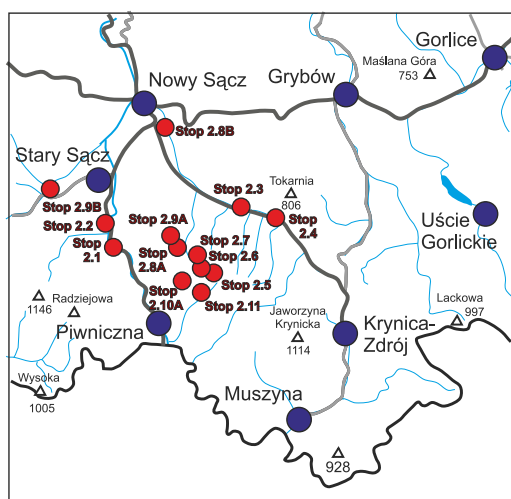 Gorlice
Maślana Góra
753
Nowy Sącz
Grybów
Stop 2.8B
Stary Sącz
Tokarnia
806
Stop 2.3
Stop 2.9B
Stop 2.9A
Stop
2.4
Stop 2.2
Stop 2.7
Uście
Gorlickie
Stop
2.1
Stop
2.8A
Stop 2.6
Stop 2.5
Stop
2.10A
Stop 2.11
1146
Radziejowa
Lackowa
997
Piwniczna
Jaworzyna
Krynicka
1114
Krynica-
Zdrój
Wysoka
1005
Muszyna
928